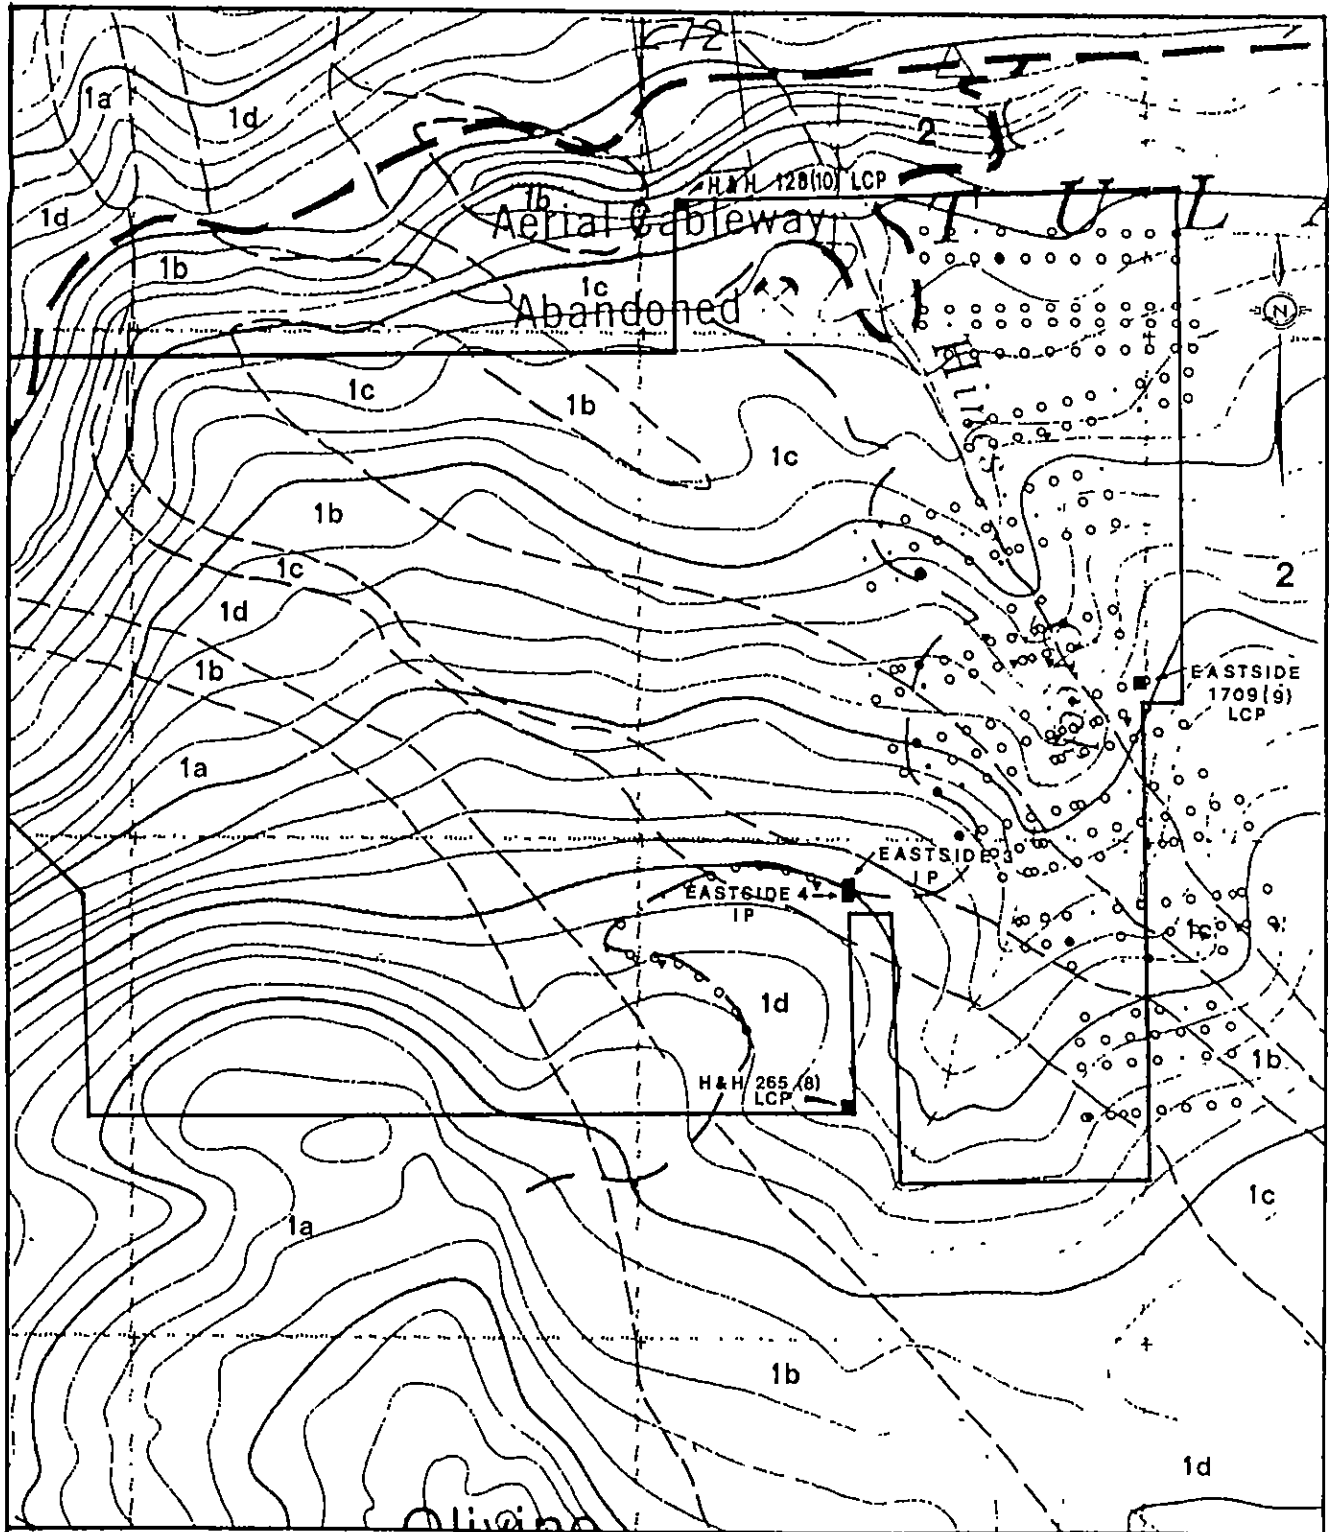 72
1a
1d
2
H & H 128(10) LCP
1b
1d
T U L
Aerial Cableway
1b
1c
Abandoned
N
Hines
1c
1b
1c
1b
1c
2
1d
1b
EASTSIDE
1709(9)
LCP
1a
EASTSIDE 3
IP
EASTSIDE 4
IP
1c
1d
1b
H & H 265 (8)
LCP
1c
1a
1b
1d